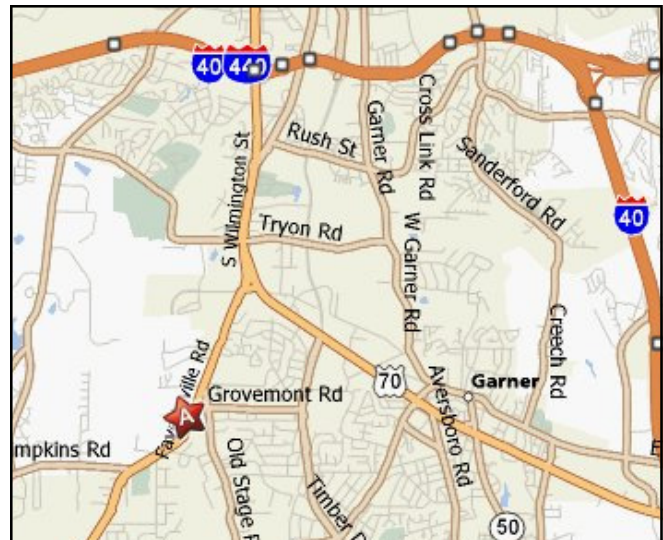 40 440
Rush St
Garner Rd
Cross Link Rd
Sanderford Rd
S Wilmington St
Tryon Rd
W Garner Rd
40
Creech Rd
70
Garner
Grovemont Rd
Aversboro Rd
A
mpkins Rd
Old Stage
Timber
50